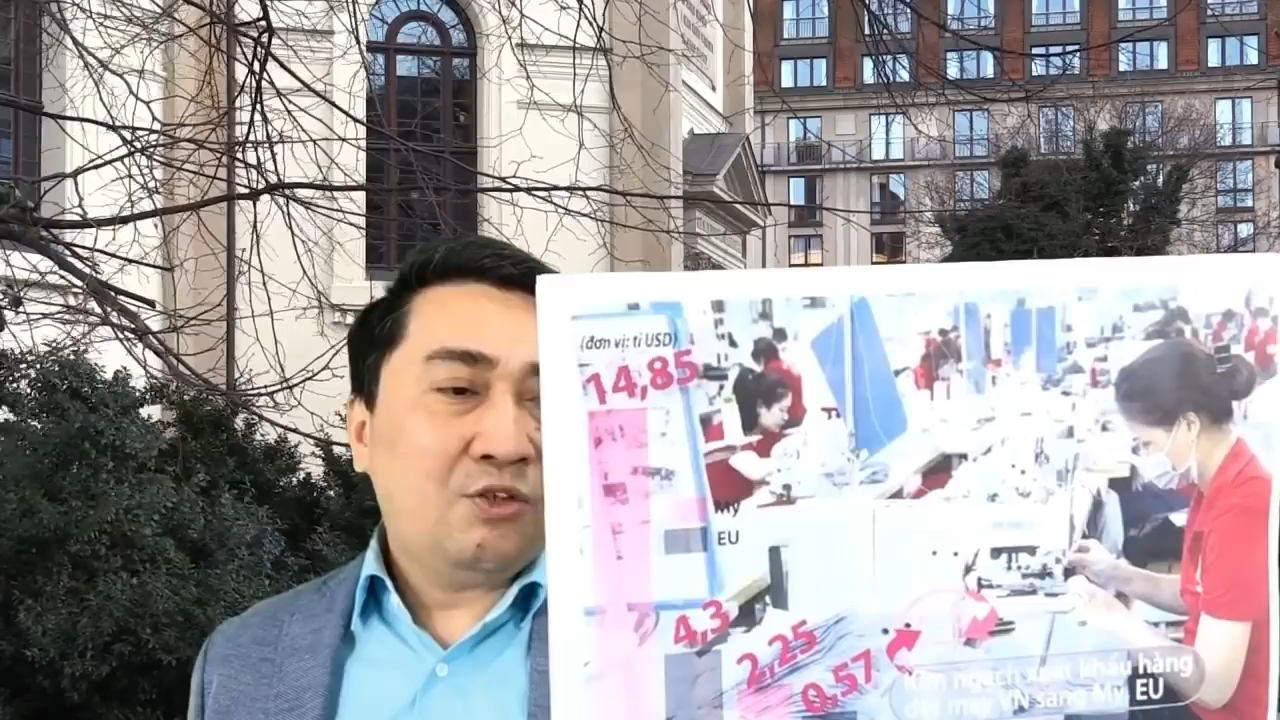 (đơn vị: tỉ USD)
14,85
Mỹ
EU
4,3
2,25
0,57
Kim ngạch xuất khẩu hàng
dệt may VN sang Mỹ, EU